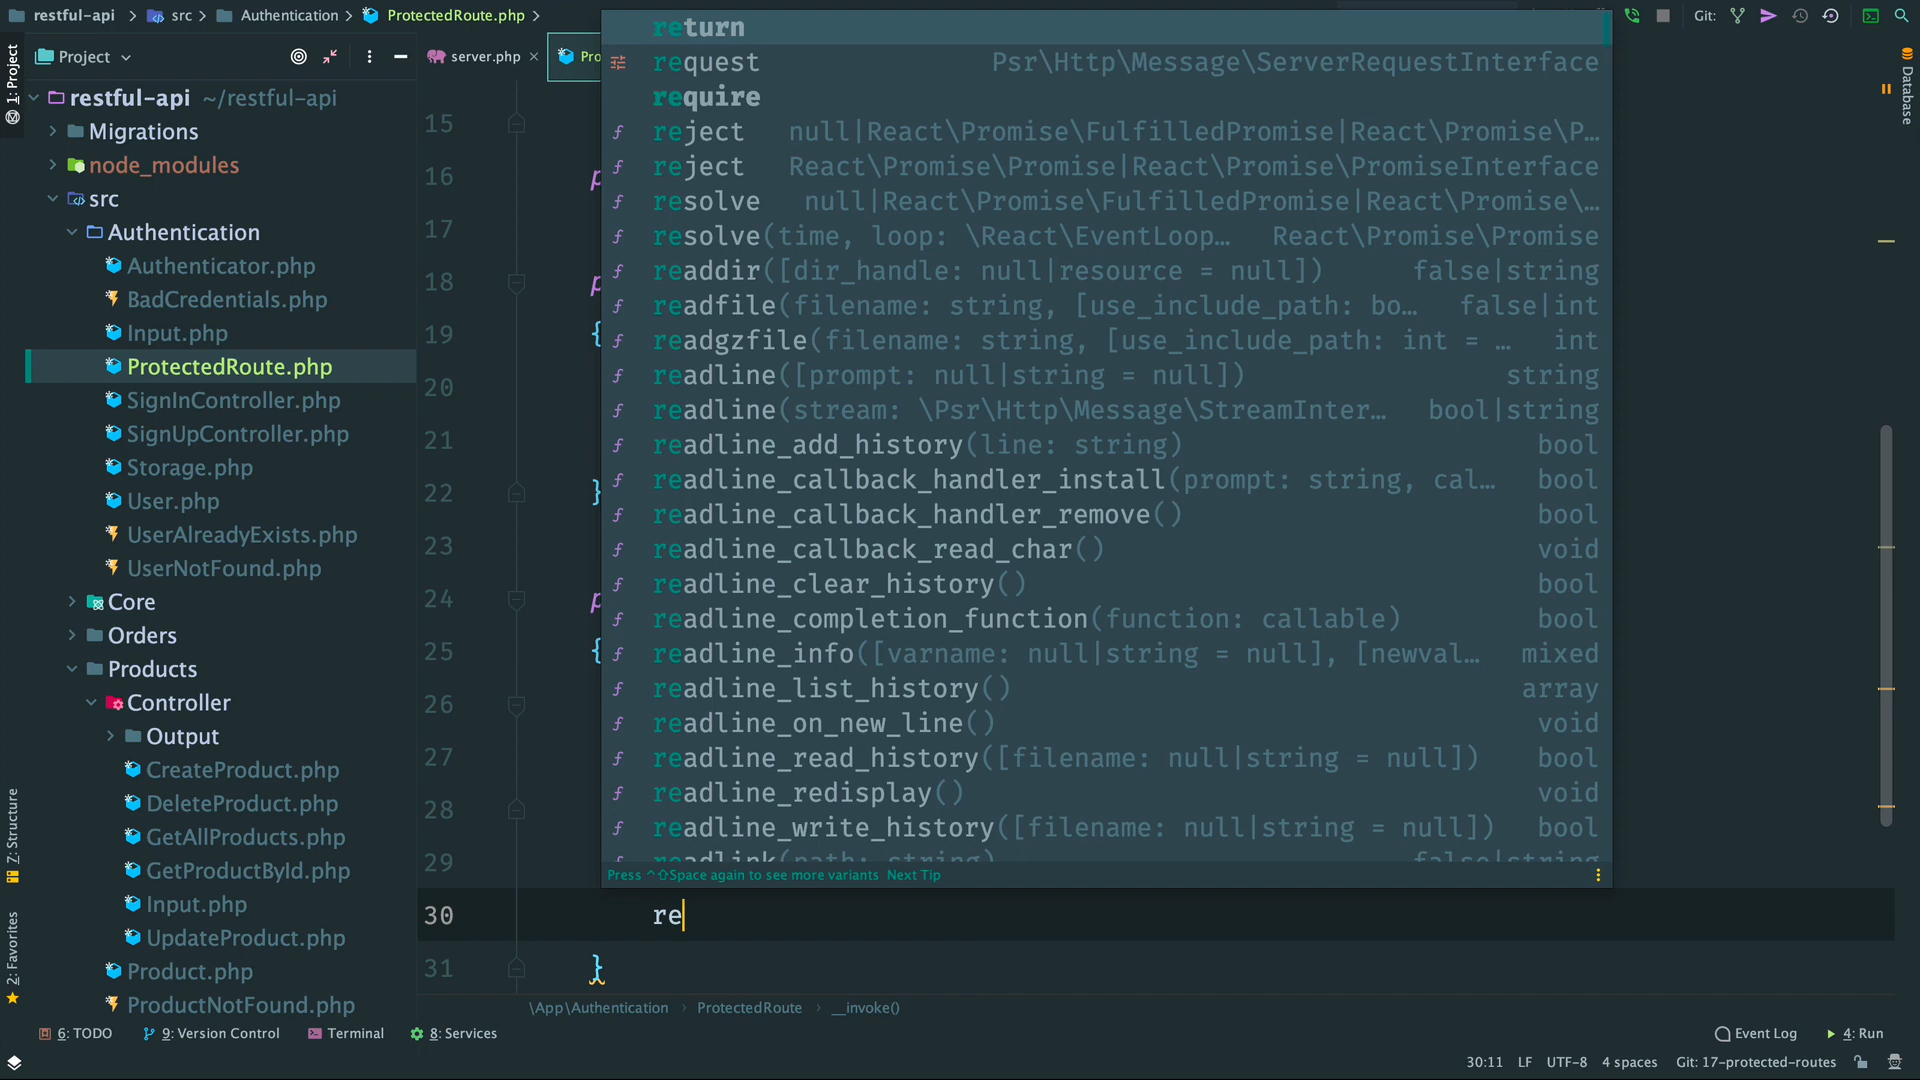 restful-api
src
Authentication
ProtectedRoute.php
Git:
1: Project
Project
server.php
Pro
restful-api ~/restful-api
Migrations
node_modules
src
Authentication
Authenticator.php
BadCredentials.php
Input.php
ProtectedRoute.php
SignInController.php
SignUpController.php
Storage.php
User.php
UserAlreadyExists.php
UserNotFound.php
Core
Orders
Products
Controller
Output
CreateProduct.php
DeleteProduct.php
GetAllProducts.php
GetProductById.php
Input.php
UpdateProduct.php
Product.php
ProductNotFound.php
Z: Structure
2: Favorites
Database
15
16 p
17
18 p
19 {
20
21
22 }
23
24 p
25 {
26
27
28
29
30 re
31 }
return
request Psr\Http\Message\ServerRequestInterface
require
reject null|React\Promise\FulfilledPromise|React\Promise\P…
reject React\Promise\Promise|React\Promise\PromiseInterface
resolve null|React\Promise\FulfilledPromise|React\Promise\…
resolve(time, loop: \React\EventLoop… React\Promise\Promise
readdir([dir_handle: null|resource = null]) false|string
readfile(filename: string, [use_include_path: bo… false|int
readgzfile(filename: string, [use_include_path: int = … int
readline([prompt: null|string = null]) string
readline(stream: \Psr\Http\Message\StreamInter… bool|string
readline_add_history(line: string) bool
readline_callback_handler_install(prompt: string, cal… bool
readline_callback_handler_remove() bool
readline_callback_read_char() void
readline_clear_history() bool
readline_completion_function(function: callable) bool
readline_info([varname: null|string = null], [newval… mixed
readline_list_history() array
readline_on_new_line() void
readline_read_history([filename: null|string = null]) bool
readline_redisplay() void
readline_write_history([filename: null|string = null]) bool
readlink(path: string) false|string
Press ^⇧Space again to see more variants Next Tip
\App\Authentication › ProtectedRoute › __invoke()
6: TODO
9: Version Control
Terminal
8: Services
Event Log
4: Run
30:11 LF UTF-8 4 spaces Git: 17-protected-routes